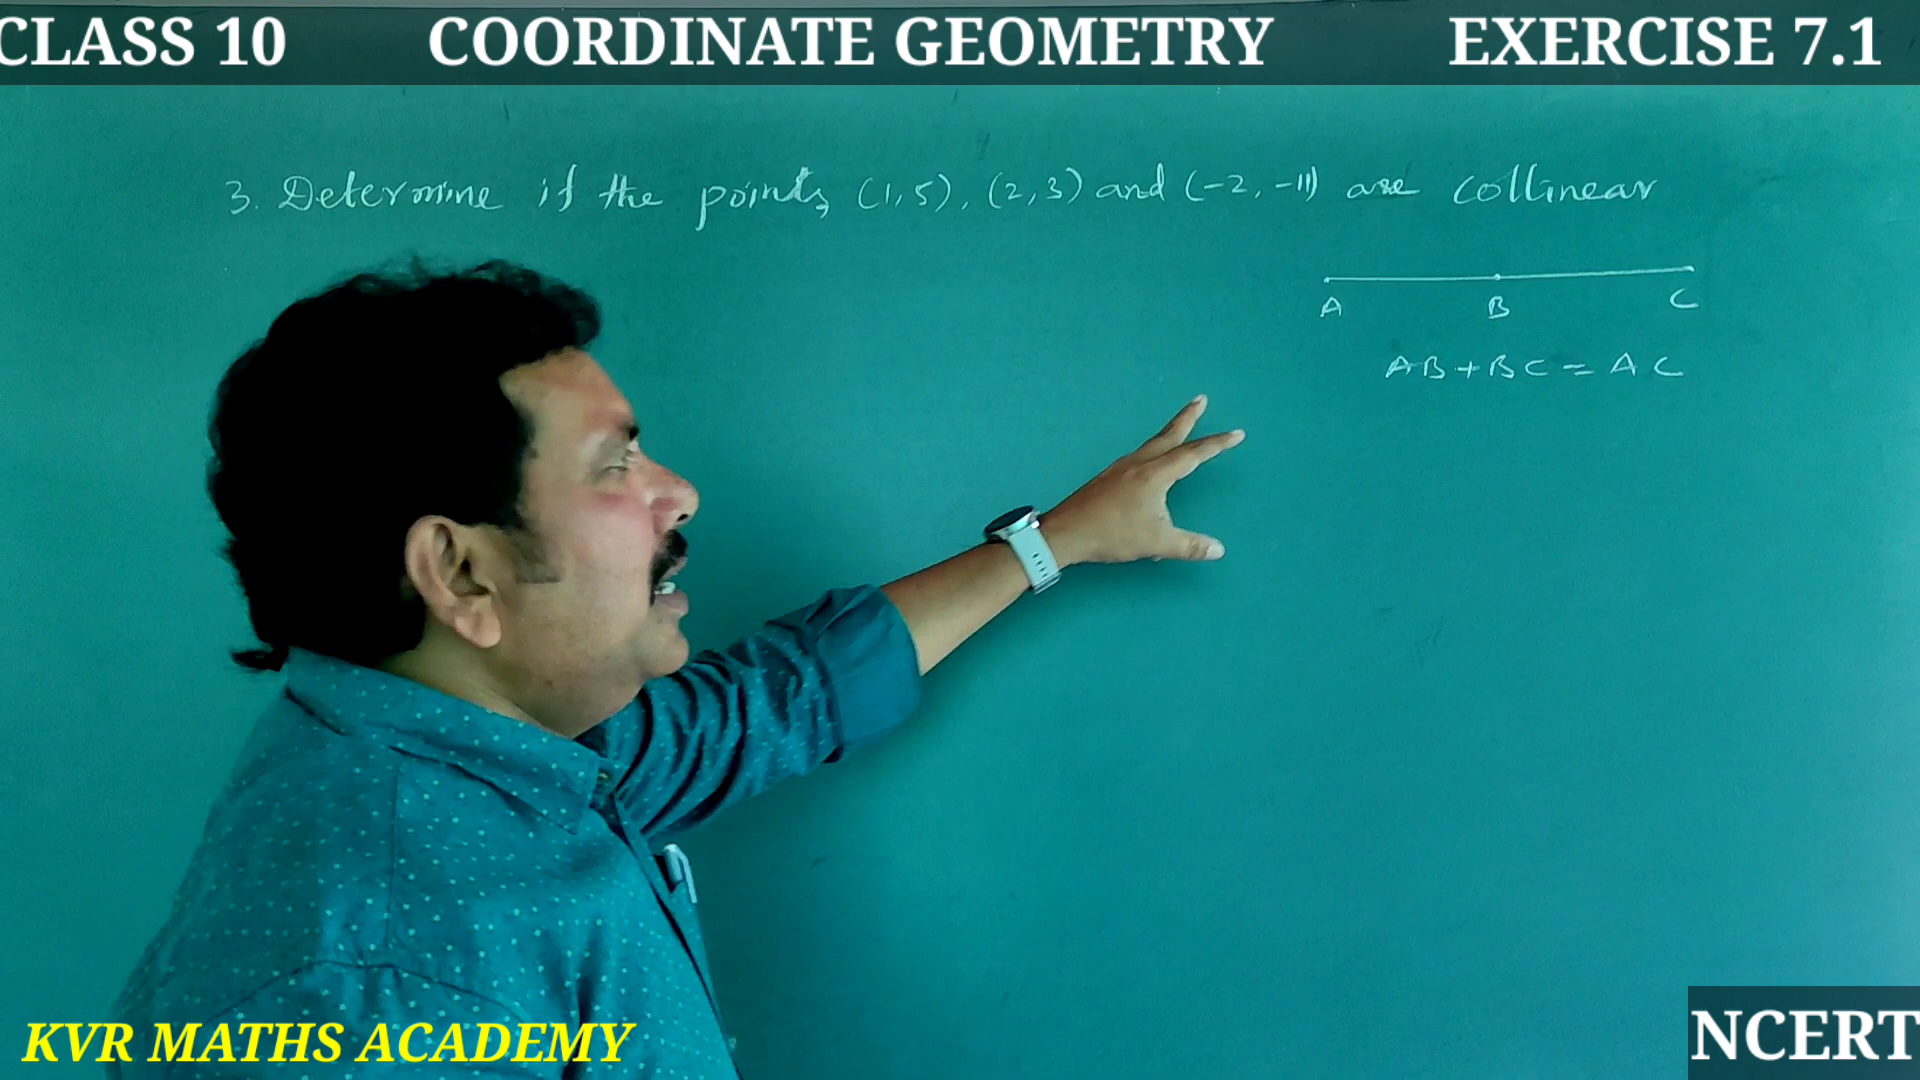 CLASS 10 COORDINATE GEOMETRY EXERCISE 7.1
3. Determine if the points (1,5), (2,3) and (-2,-11) are collinear
A B C
AB+BC=AC
KVR MATHS ACADEMY
NCERT